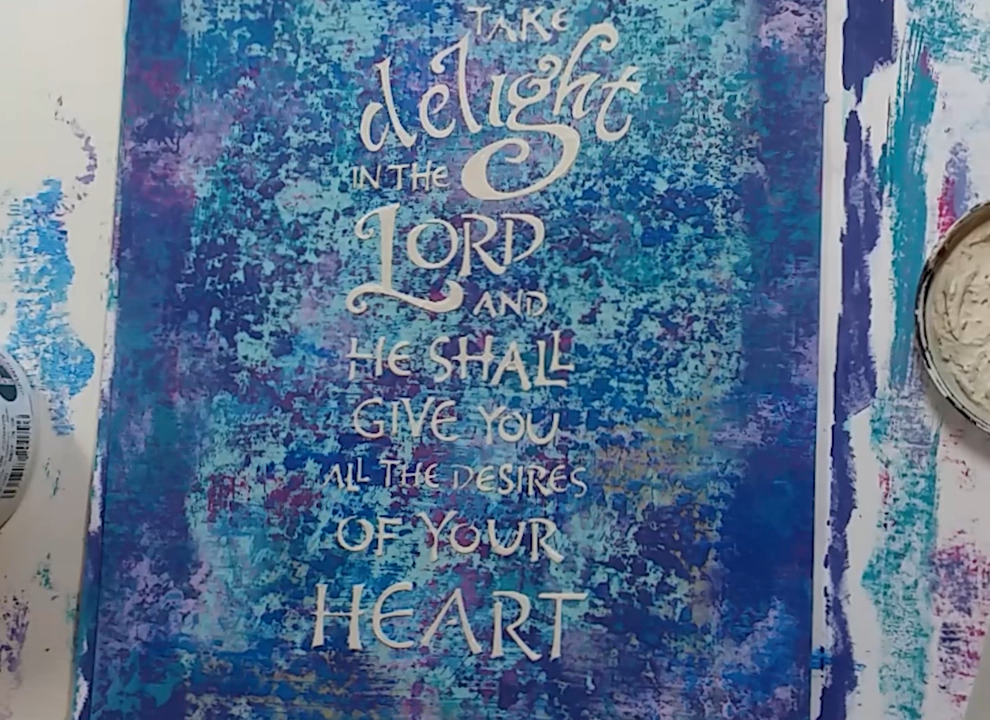 TAKE
delight
IN THE
LORD
AND
HE SHALL
GIVE YOU
ALL THE DESIRES
OF YOUR
HEART